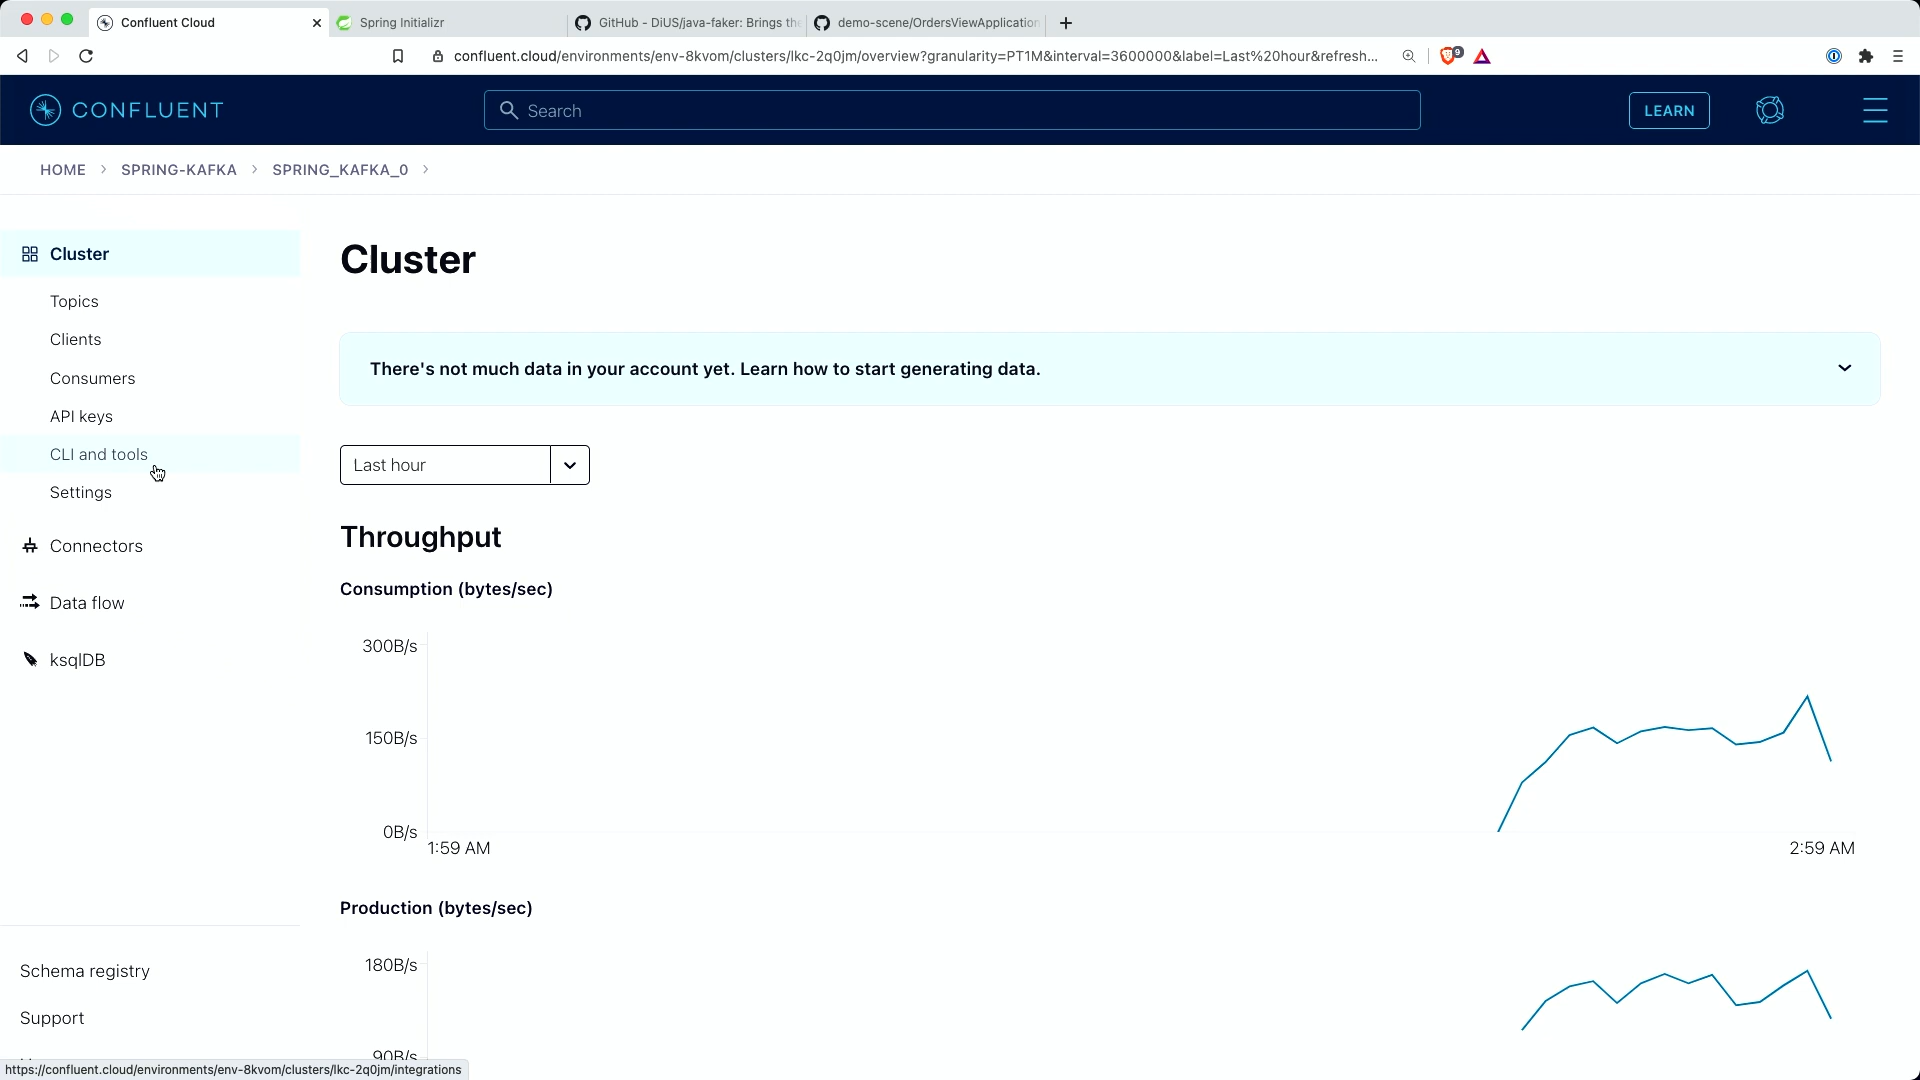 Confluent Cloud
Spring Initializr
GitHub - DiUS/java-faker: Brings the
demo-scene/OrdersViewApplication
confluent.cloud/environments/env-8kvom/clusters/lkc-2q0jm/overview?granularity=PT1M&interval=3600000&label=Last%20hour&refresh...
9
CONFLUENT
Search
LEARN
HOME > SPRING-KAFKA > SPRING_KAFKA_0 >
Cluster
Topics
Clients
Consumers
API keys
CLI and tools
Settings
Connectors
Data flow
ksqlDB
Schema registry
Support
https://confluent.cloud/environments/env-8kvom/clusters/lkc-2q0jm/integrations
Cluster
There's not much data in your account yet. Learn how to start generating data.
Last hour
Throughput
Consumption (bytes/sec)
300B/s
150B/s
0B/s
1:59 AM
2:59 AM
Production (bytes/sec)
180B/s
90B/s